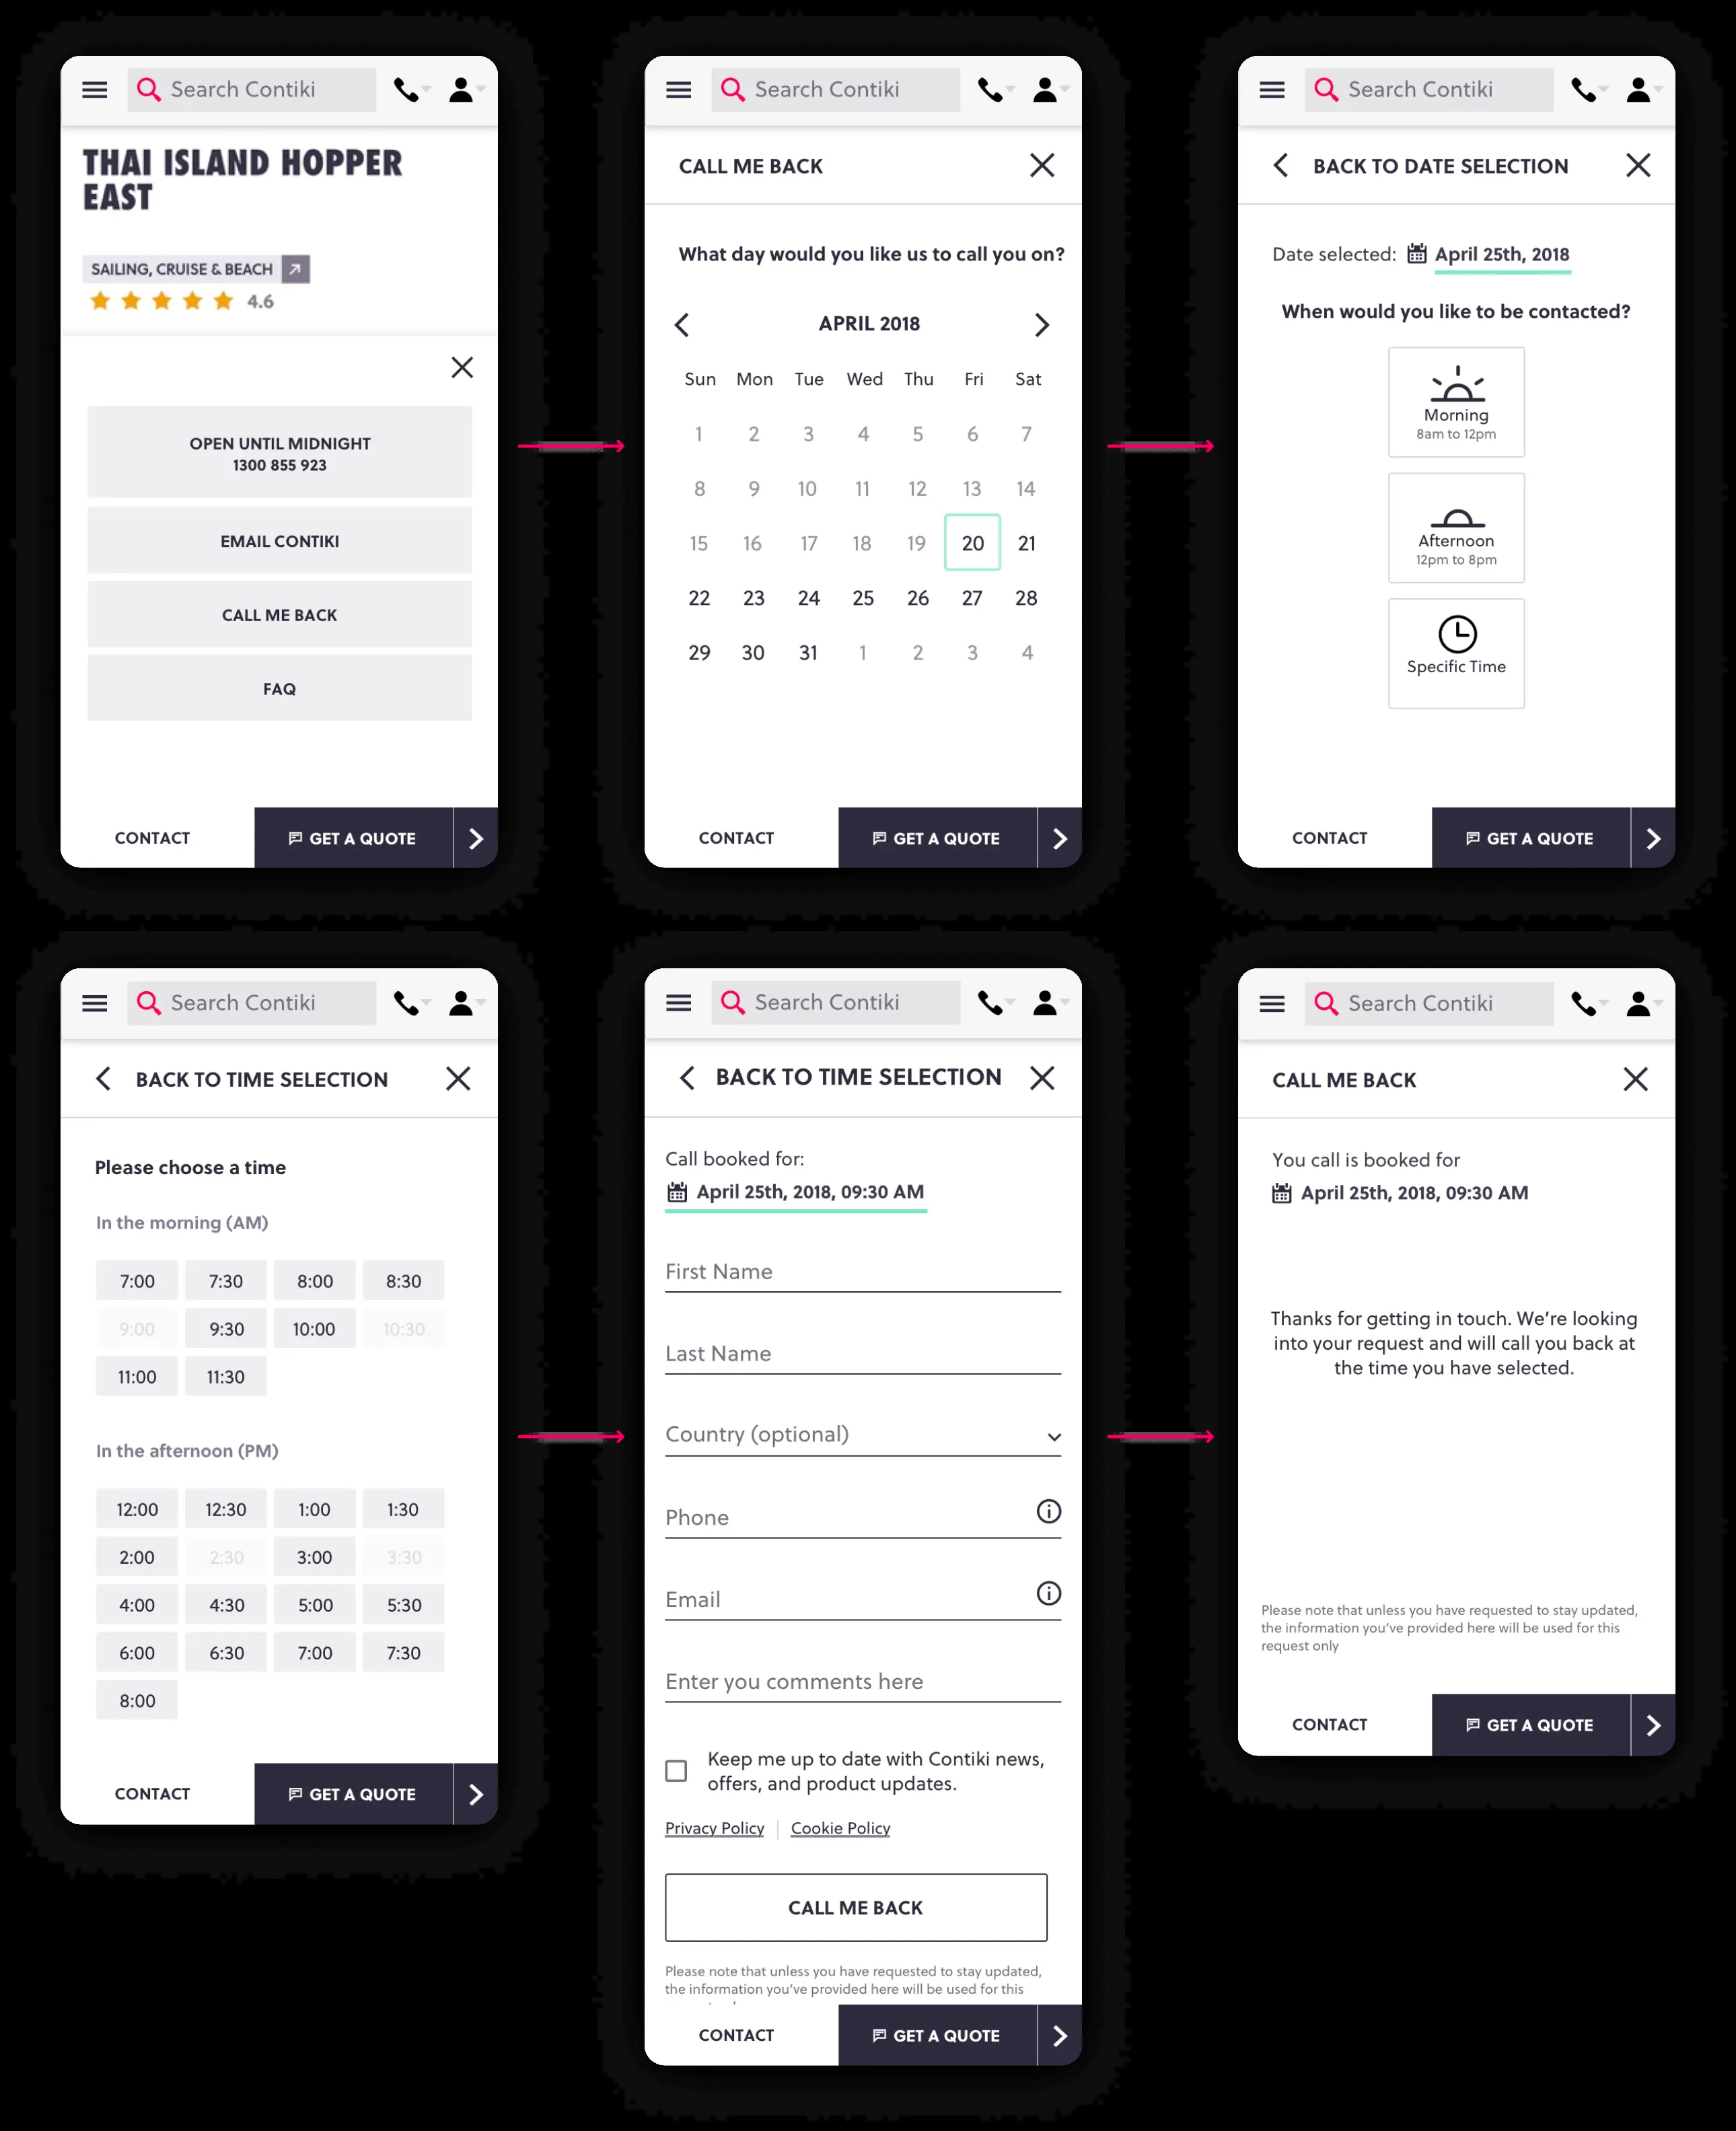 Search Contiki
THAI ISLAND HOPPER
EAST
SAILING, CRUISE & BEACH
4.6
OPEN UNTIL MIDNIGHT
1300 855 923
EMAIL CONTIKI
CALL ME BACK
FAQ
CONTACT
GET A QUOTE
Search Contiki
CALL ME BACK
What day would you like us to call you on?
APRIL 2018
Sun Mon Tue Wed Thu Fri Sat
1 2 3 4 5 6 7
8 9 10 11 12 13 14
15 16 17 18 19 20 21
22 23 24 25 26 27 28
29 30 31 1 2 3 4
CONTACT
GET A QUOTE
Search Contiki
BACK TO DATE SELECTION
Date selected: April 25th, 2018
When would you like to be contacted?
Morning
8am to 12pm
Afternoon
12pm to 8pm
Specific Time
CONTACT
GET A QUOTE
Search Contiki
BACK TO TIME SELECTION
Please choose a time
In the morning (AM)
7:00 7:30 8:00 8:30
9:00 9:30 10:00 10:30
11:00 11:30
In the afternoon (PM)
12:00 12:30 1:00 1:30
2:00 2:30 3:00 3:30
4:00 4:30 5:00 5:30
6:00 6:30 7:00 7:30
8:00
CONTACT
GET A QUOTE
Search Contiki
BACK TO TIME SELECTION
Call booked for:
April 25th, 2018, 09:30 AM
First Name
Last Name
Country (optional)
Phone
Email
Enter you comments here
Keep me up to date with Contiki news,
offers, and product updates.
Privacy Policy Cookie Policy
CALL ME BACK
Please note that unless you have requested to stay updated,
the information you've provided here will be used for this
CONTACT
GET A QUOTE
Search Contiki
CALL ME BACK
You call is booked for
April 25th, 2018, 09:30 AM
Thanks for getting in touch. We're looking
into your request and will call you back at
the time you have selected.
Please note that unless you have requested to stay updated,
the information you've provided here will be used for this
request only
CONTACT
GET A QUOTE